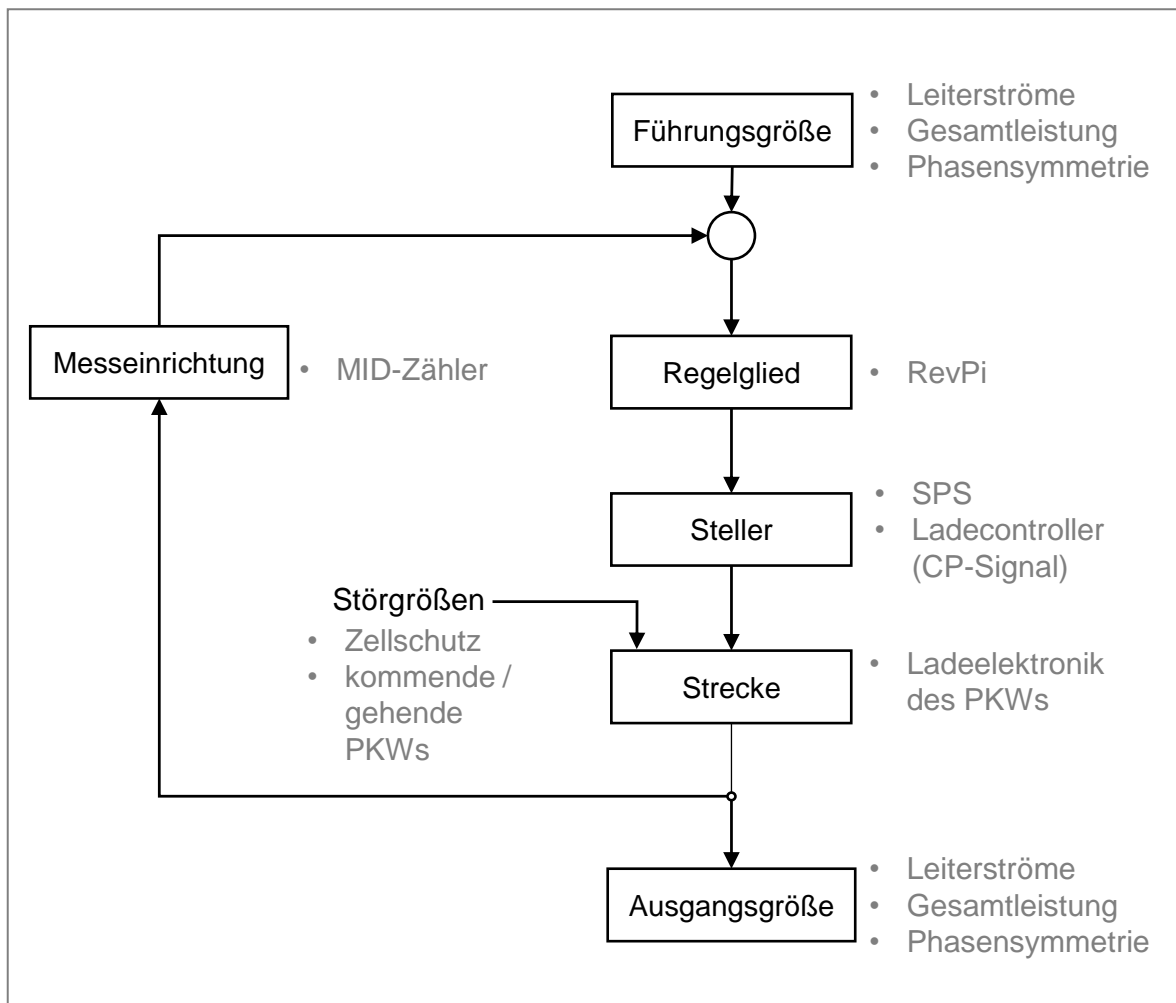 Führungsgröße
• Leiterströme
• Gesamtleistung
• Phasensymmetrie
Messeinrichtung
• MID-Zähler
Regelglied
• RevPi
Steller
• SPS
• Ladecontroller
(CP-Signal)
Störgrößen
• Zellschutz
• kommende /
gehende
PKWs
Strecke
• Ladeelektronik
des PKWs
Ausgangsgröße
• Leiterströme
• Gesamtleistung
• Phasensymmetrie